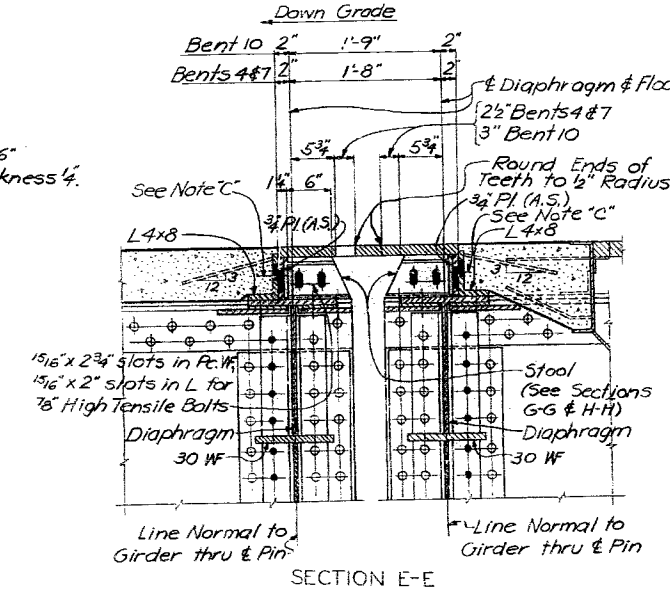 Down Grade
Bent 10 2" 1'-9" 2"
Bents 4 & 7 2" 1'-8" 2"
℄ Diaphragm ℄ Floo
2½" Bents 4 & 7
3" Bent 10
5¾" 5¾"
6"
kness ¼".
1¼" 6"
Round Ends of
Teeth to ½" Radius
See Note "C"
¾" Pl. (A.S.)
¾" Pl. (A.S.)
See Note "C"
L 4x8
L 4x8
3
12
3
12
15/16" x 2¾" slots in Pc. WF,
15/16" x 2" slots in L for
⅞" High Tensile Bolts
Stool
(See Sections
G-G & H-H)
Diaphragm
Diaphragm
30 WF
30 WF
Line Normal to
Girder thru ℄ Pin
Line Normal to
Girder thru ℄ Pin
SECTION E-E